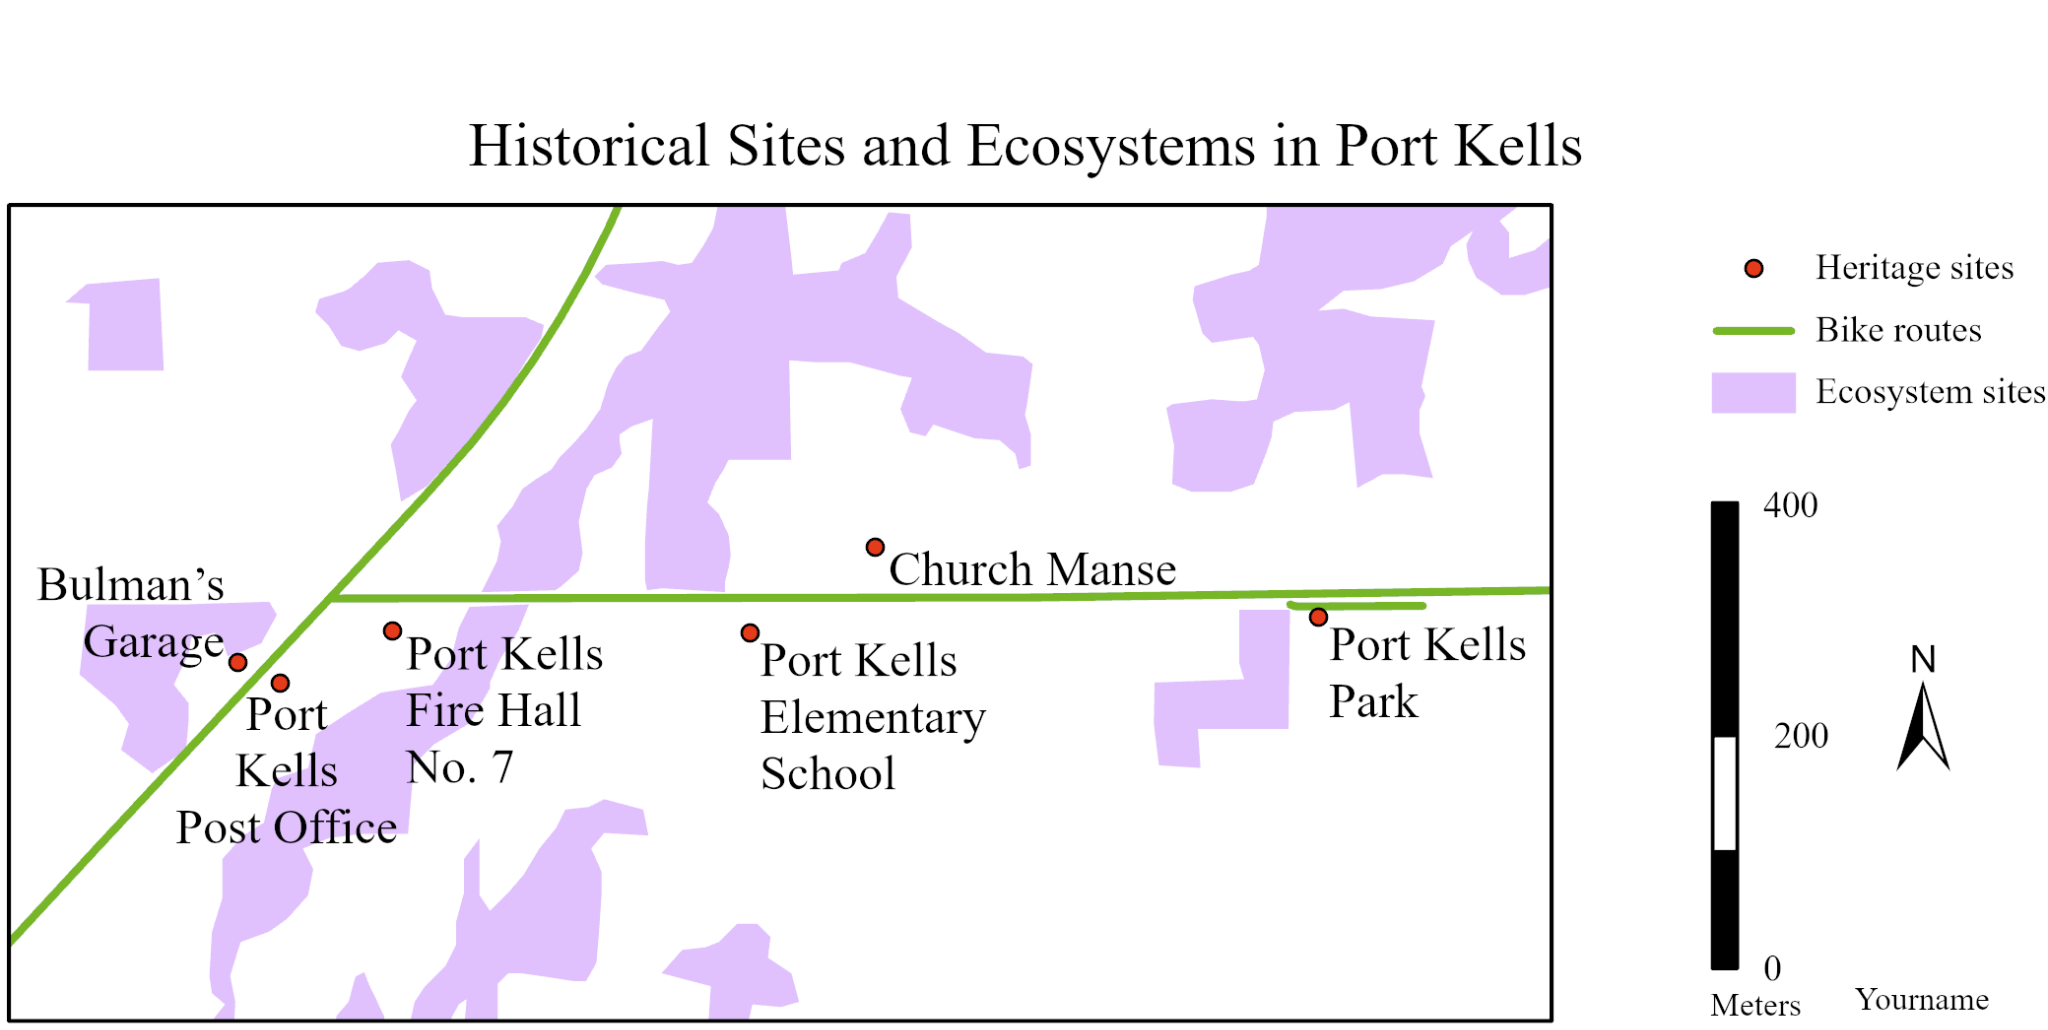 Historical Sites and Ecosystems in Port Kells
Heritage sites
Bike routes
Ecosystem sites
Bulman’s
Garage
Port
Kells
Post Office
Port Kells
Fire Hall
No. 7
Church Manse
Port Kells
Elementary
School
Port Kells
Park
400
200
0
Meters
N
Yourname